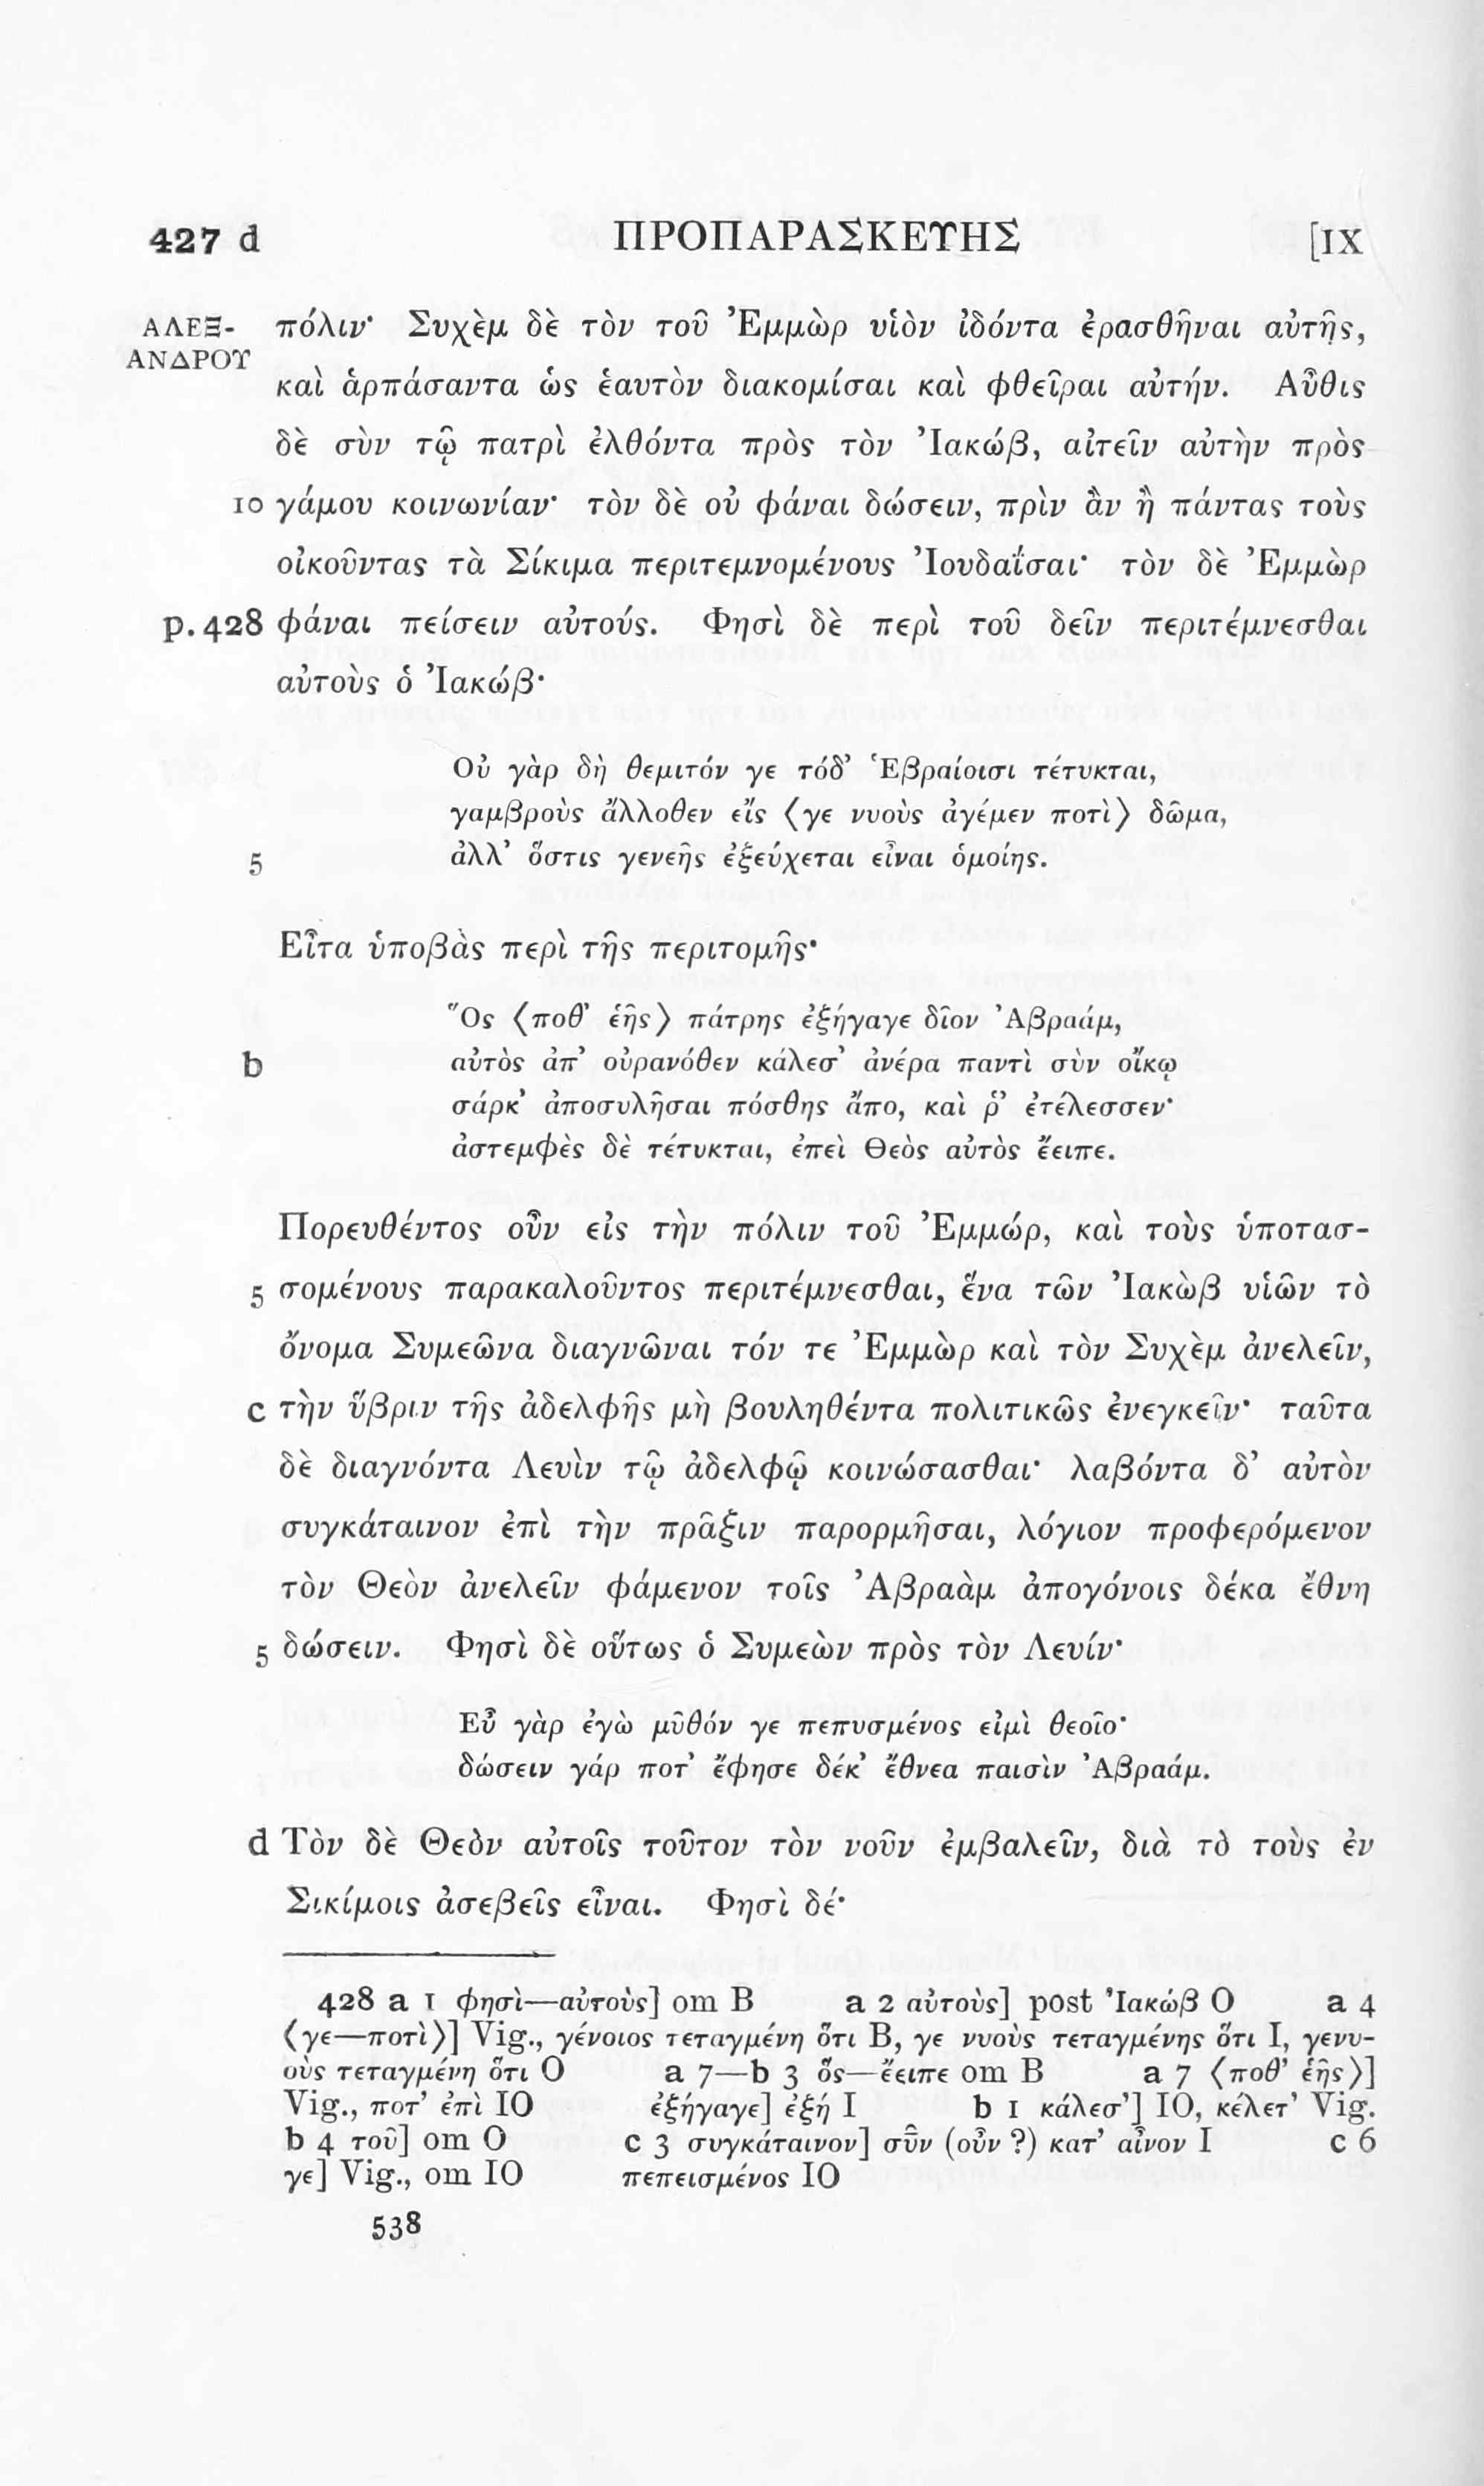 427 d ΠΡΟΠΑΡΑΣΚΕΥΗΣ [IX
ΑΛΕΞ- πόλιν· Συχὲμ δὲ τὸν τοῦ Ἐμμὼρ υἱὸν ἰδόντα ἐρασθῆναι αὐτῆς,
ΑΝΔΡΟΥ
καὶ ἁρπάσαντα ὡς ἑαυτὸν διακομίσαι καὶ φθεῖραι αὐτήν. Αὖθις
δὲ σὺν τῷ πατρὶ ἐλθόντα πρὸς τὸν Ἰακώβ, αἰτεῖν αὐτὴν πρὸς
10 γάμου κοινωνίαν· τὸν δὲ οὐ φάναι δώσειν, πρὶν ἂν ἢ πάντας τοὺς
οἰκοῦντας τὰ Σίκιμα περιτεμνομένους Ἰουδαΐσαι· τὸν δὲ Ἐμμὼρ
p. 428 φάναι πείσειν αὐτούς. Φησὶ δὲ περὶ τοῦ δεῖν περιτέμνεσθαι
αὐτοὺς ὁ Ἰακώβ·
Οὐ γὰρ δὴ θεμιτόν γε τόδ’ Ἑβραίοισι τέτυκται,
γαμβροὺς ἄλλοθεν εἴς ⟨γε νυοὺς ἀγέμεν ποτὶ⟩ δῶμα,
5 ἀλλ’ ὅστις γενεῆς ἐξεύχεται εἶναι ὁμοίης.
Εἶτα ὑποβὰς περὶ τῆς περιτομῆς·
Ὅς ⟨ποθ’ ἑῆς⟩ πάτρης ἐξήγαγε δῖον Ἀβραάμ,
b αὐτὸς ἀπ’ οὐρανόθεν κάλεσ’ ἀνέρα παντὶ σὺν οἴκῳ
σάρκ’ ἀποσυλῆσαι πόσθης ἄπο, καὶ ῥ’ ἐτέλεσσεν·
ἀστεμφὲς δὲ τέτυκται, ἐπεὶ Θεὸς αὐτὸς ἔειπε.
Πορευθέντος οὖν εἰς τὴν πόλιν τοῦ Ἐμμώρ, καὶ τοὺς ὑποτασ-
5 σομένους παρακαλοῦντος περιτέμνεσθαι, ἕνα τῶν Ἰακὼβ υἱῶν τὸ
ὄνομα Συμεῶνα διαγνῶναι τόν τε Ἐμμὼρ καὶ τὸν Συχὲμ ἀνελεῖν,
c τὴν ὕβριν τῆς ἀδελφῆς μὴ βουληθέντα πολιτικῶς ἐνεγκεῖν· ταῦτα
δὲ διαγνόντα Λευὶν τῷ ἀδελφῷ κοινώσασθαι· λαβόντα δ’ αὐτὸν
συγκάταινον ἐπὶ τὴν πρᾶξιν παρορμῆσαι, λόγιον προφερόμενον
τὸν Θεὸν ἀνελεῖν φάμενον τοῖς Ἀβραὰμ ἀπογόνοις δέκα ἔθνη
5 δώσειν. Φησὶ δὲ οὕτως ὁ Συμεὼν πρὸς τὸν Λευίν·
Εὖ γὰρ ἐγὼ μῦθόν γε πεπυσμένος εἰμὶ θεοῖο·
δώσειν γάρ ποτ’ ἔφησε δέκ’ ἔθνεα παισὶν Ἀβραάμ.
d Τὸν δὲ Θεὸν αὐτοῖς τοῦτον τὸν νοῦν ἐμβαλεῖν, διὰ τὸ τοὺς ἐν
Σικίμοις ἀσεβεῖς εἶναι. Φησὶ δέ·
428 a 1 φησὶ—αὐτοὺς] om B a 2 αὐτοὺς] post Ἰακώβ O a 4
⟨γε—ποτὶ⟩] Vig., γένοιος τεταγμένη ὅτι B, γε νυοὺς τεταγμένης ὅτι I, γενυ-
οὺς τεταγμένη ὅτι O a 7—b 3 ὅς—ἔειπε om B a 7 ⟨ποθ’ ἑῆς⟩]
Vig., ποτ’ ἐπὶ IO ἐξήγαγε] ἐξή I b 1 κάλεσ’] IO, κέλετ’ Vig.
b 4 τοῦ] om O c 3 συγκάταινον] σῦν (οὖν ?) κατ’ αἶνον I c 6
γε] Vig., om IO πεπεισμένος IO
538